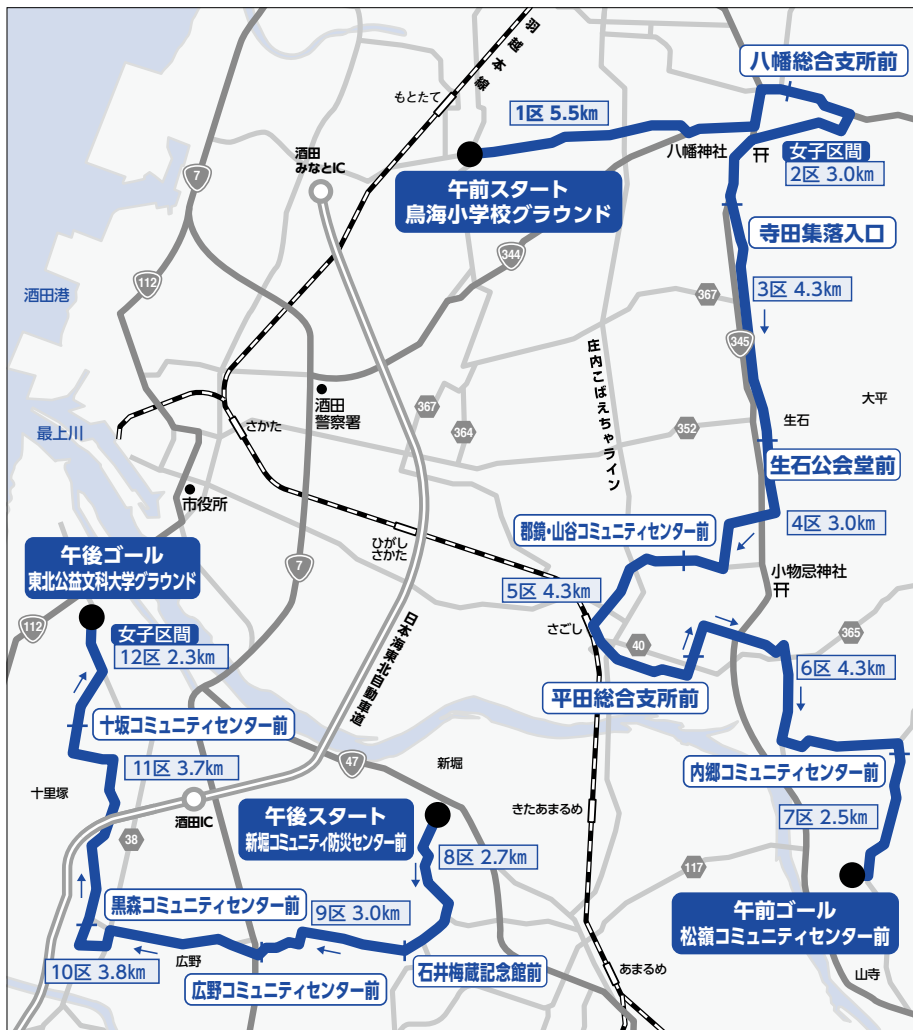 八幡総合支所前
羽越本線
もとたて
1区 5.5km
酒田
みなとIC
八幡神社
女子区間
2区 3.0km
7
午前スタート
鳥海小学校グラウンド
寺田集落入口
344
112
酒田港
3区 4.3km
367
345
庄内こばえちゃライン
大平
酒田
警察署
367
364
352
生石
さかた
最上川
生石公会堂前
市役所
4区 3.0km
郡鏡・山谷コミュニティセンター前
ひがし
さかた
午後ゴール
東北公益文科大学グラウンド
7
小物忌神社
5区 4.3km
さごし
112
女子区間
12区 2.3km
日本海東北自動車道
40
365
6区 4.3km
平田総合支所前
十坂コミュニティセンター前
47
新堀
内郷コミュニティセンター前
11区 3.7km
十里塚
酒田IC
午後スタート
新堀コミュニティ防災センター前
きたあまるめ
7区 2.5km
38
8区 2.7km
117
黒森コミュニティセンター前
9区 3.0km
午前ゴール
松嶺コミュニティセンター前
10区 3.8km
広野
広野コミュニティセンター前
石井梅蔵記念館前
あまるめ
山寺